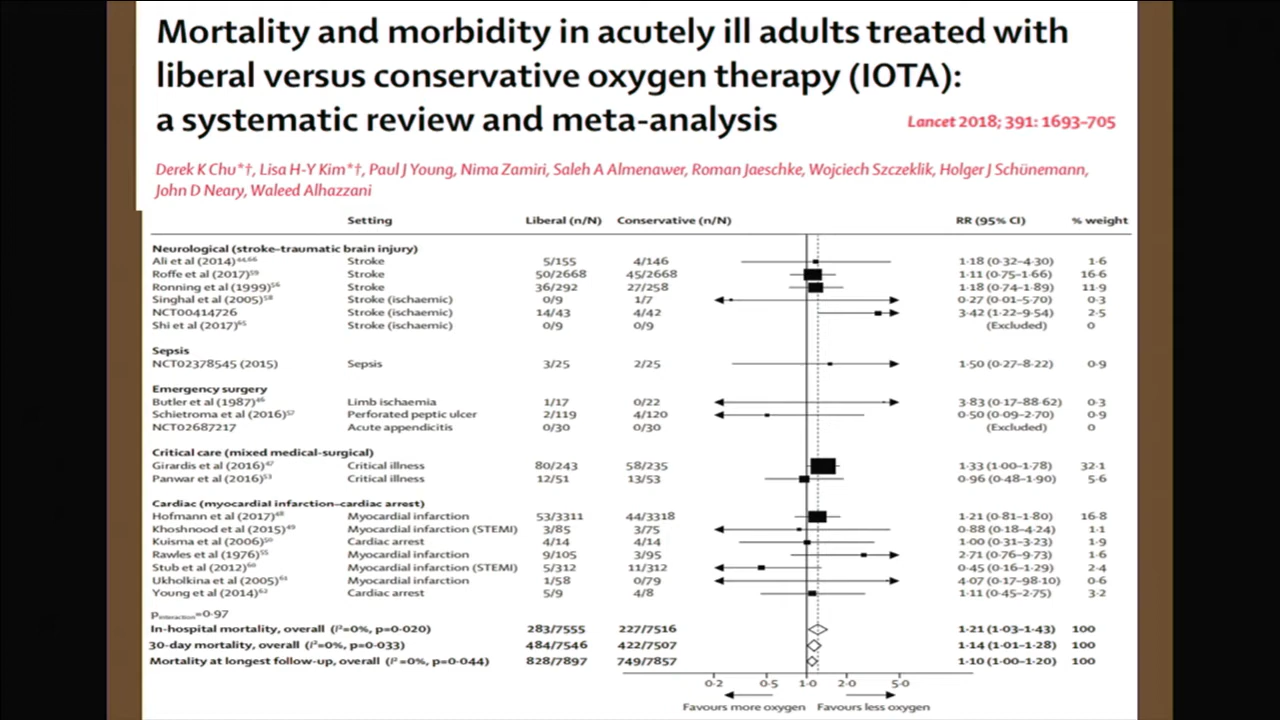 Mortality and morbidity in acutely ill adults treated with
liberal versus conservative oxygen therapy (IOTA):
a systematic review and meta-analysis
Lancet 2018; 391: 1693–705
Derek K Chu*†, Lisa H-Y Kim*†, Paul J Young, Nima Zamiri, Saleh A Almenawer, Roman Jaeschke, Wojciech Szczeklik, Holger J Schünemann,
John D Neary, Waleed Alhazzani
Setting Liberal (n/N) Conservative (n/N) RR (95% CI) % weight
Neurological (stroke–traumatic brain injury)
Ali et al (2014)⁴⁴,⁶⁶ Stroke 5/155 4/146 1·18 (0·32–4·30) 1·6
Roffe et al (2017)⁵⁹ Stroke 50/2668 45/2668 1·11 (0·75–1·66) 16·6
Ronning et al (1999)⁵⁶ Stroke 36/292 27/258 1·18 (0·74–1·89) 11·9
Singhal et al (2005)⁵⁸ Stroke (ischaemic) 0/9 1/7 0·27 (0·01–5·70) 0·3
NCT00414726 Stroke (ischaemic) 14/43 4/42 3·42 (1·22–9·54) 2·5
Shi et al (2017)⁶⁵ Stroke (ischaemic) 0/9 0/9 (Excluded) 0
Sepsis
NCT02378545 (2015) Sepsis 3/25 2/25 1·50 (0·27–8·22) 0·9
Emergency surgery
Butler et al (1987)⁴⁶ Limb ischaemia 1/17 0/22 3·83 (0·17–88·62) 0·3
Schietroma et al (2016)⁵⁷ Perforated peptic ulcer 2/119 4/120 0·50 (0·09–2·70) 0·9
NCT02687217 Acute appendicitis 0/30 0/30 (Excluded) 0
Critical care (mixed medical-surgical)
Girardis et al (2016)⁴⁷ Critical illness 80/243 58/235 1·33 (1·00–1·78) 32·1
Panwar et al (2016)⁵³ Critical illness 12/51 13/53 0·96 (0·48–1·90) 5·6
Cardiac (myocardial infarction–cardiac arrest)
Hofmann et al (2017)⁴⁸ Myocardial infarction 53/3311 44/3318 1·21 (0·81–1·80) 16·8
Khoshnood et al (2015)⁴⁹ Myocardial infarction (STEMI) 3/85 3/75 0·88 (0·18–4·24) 1·1
Kuisma et al (2006)⁵⁰ Cardiac arrest 4/14 4/14 1·00 (0·31–3·23) 1·9
Rawles et al (1976)⁵⁵ Myocardial infarction 9/105 3/95 2·71 (0·76–9·73) 1·6
Stub et al (2012)⁶⁰ Myocardial infarction (STEMI) 5/312 11/312 0·45 (0·16–1·29) 2·4
Ukholkina et al (2005)⁶¹ Myocardial infarction 1/58 0/79 4·07 (0·17–98·10) 0·6
Young et al (2014)⁶² Cardiac arrest 5/9 4/8 1·11 (0·45–2·75) 3·2
Pinteraction=0·97
In-hospital mortality, overall (I²=0%, p=0·020) 283/7555 227/7516 1·21 (1·03–1·43) 100
30-day mortality, overall (I²=0%, p=0·033) 484/7546 422/7507 1·14 (1·01–1·28) 100
Mortality at longest follow-up, overall (I²=0%, p=0·044) 828/7897 749/7857 1·10 (1·00–1·20) 100
0·2 0·5 1·0 2·0 5·0
Favours more oxygen Favours less oxygen